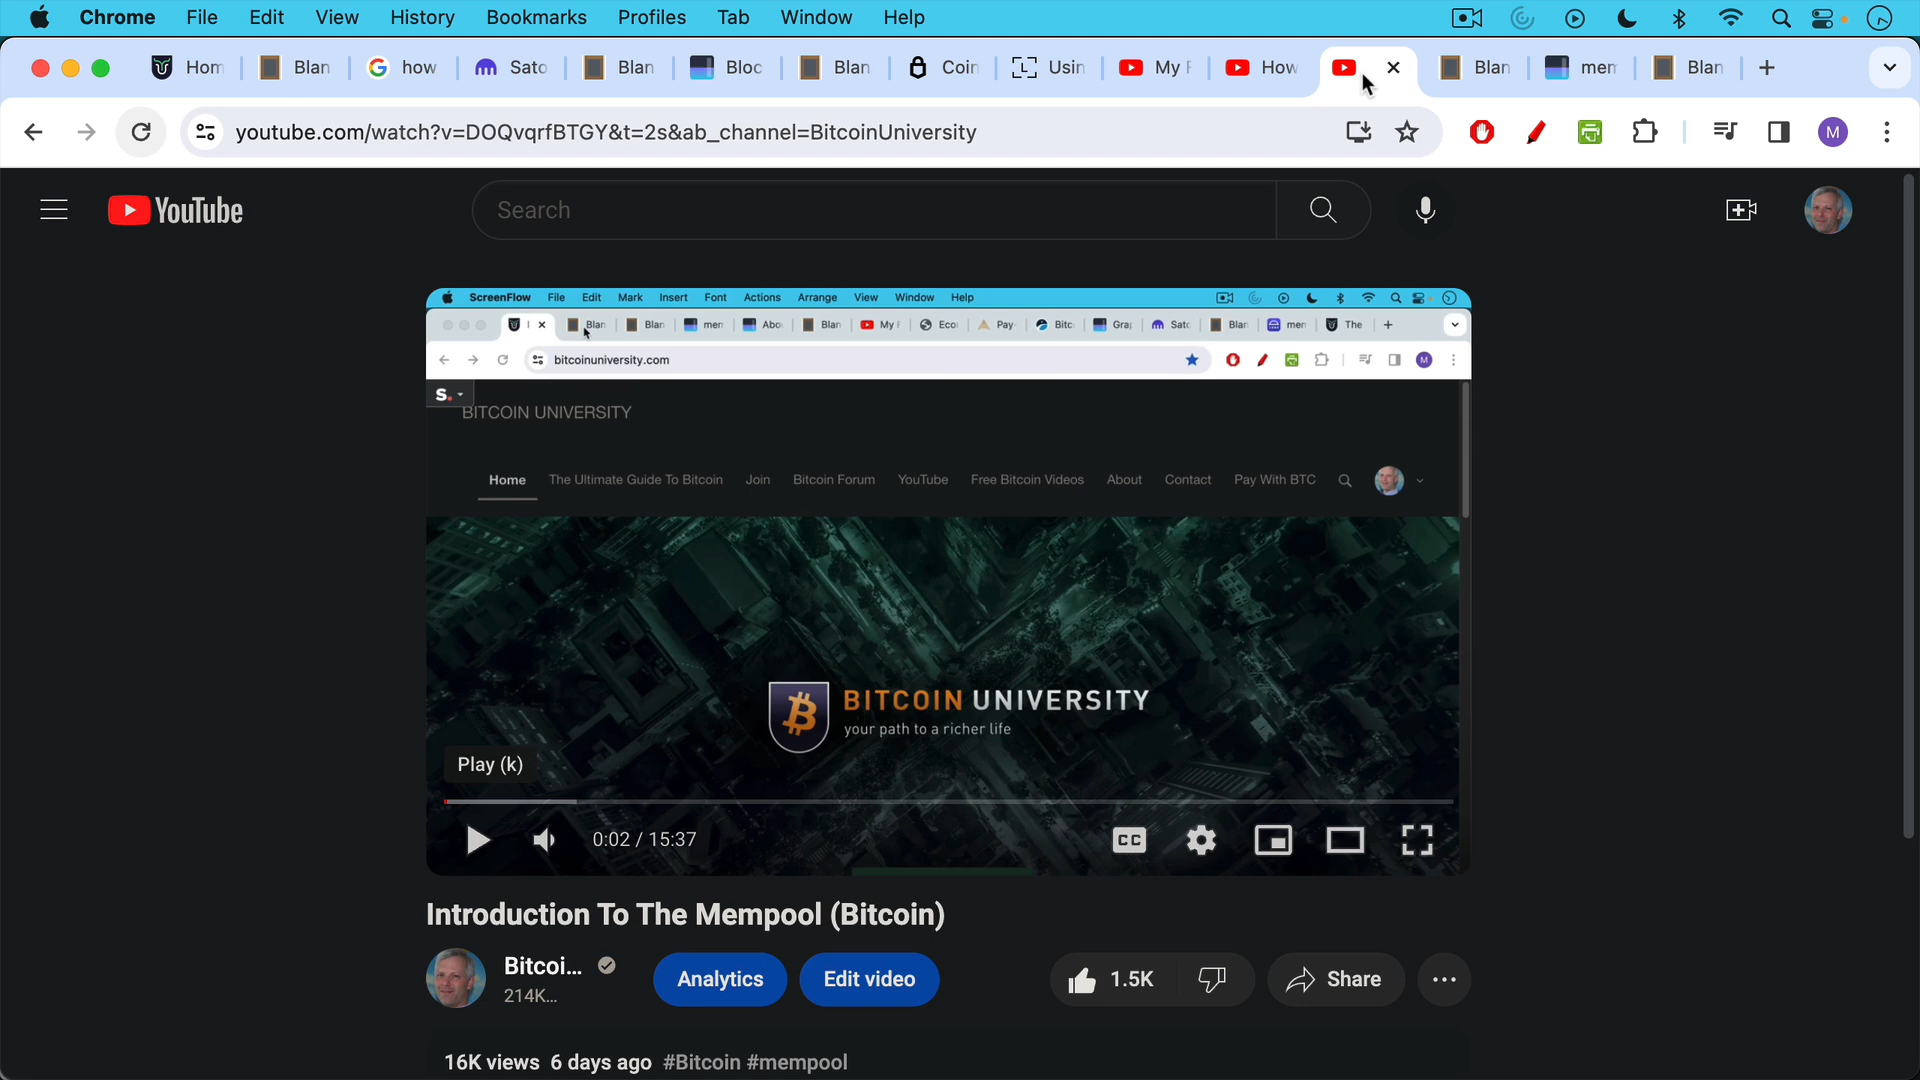 Chrome File Edit View History Bookmarks Profiles Tab Window Help
Hom Blan how Sato Blan Bloc Blan Coin Usin My F How Blan mem Blan
youtube.com/watch?v=DOQvqrfBTGY&t=2s&ab_channel=BitcoinUniversity M
YouTube Search
ScreenFlow File Edit Mark Insert Font Actions Arrange View Window Help
Blan Blan mem Abo Blan My F Eco Pay- Bitc Gra Sato Blan mem The
bitcoinuniversity.com M
S.
BITCOIN UNIVERSITY
Home The Ultimate Guide To Bitcoin Join Bitcoin Forum YouTube Free Bitcoin Videos About Contact Pay With BTC
BITCOIN UNIVERSITY
your path to a richer life
Play (k)
0:02 / 15:37 CC
Introduction To The Mempool (Bitcoin)
Bitcoi... Analytics Edit video 1.5K Share
214K...
16K views 6 days ago #Bitcoin #mempool